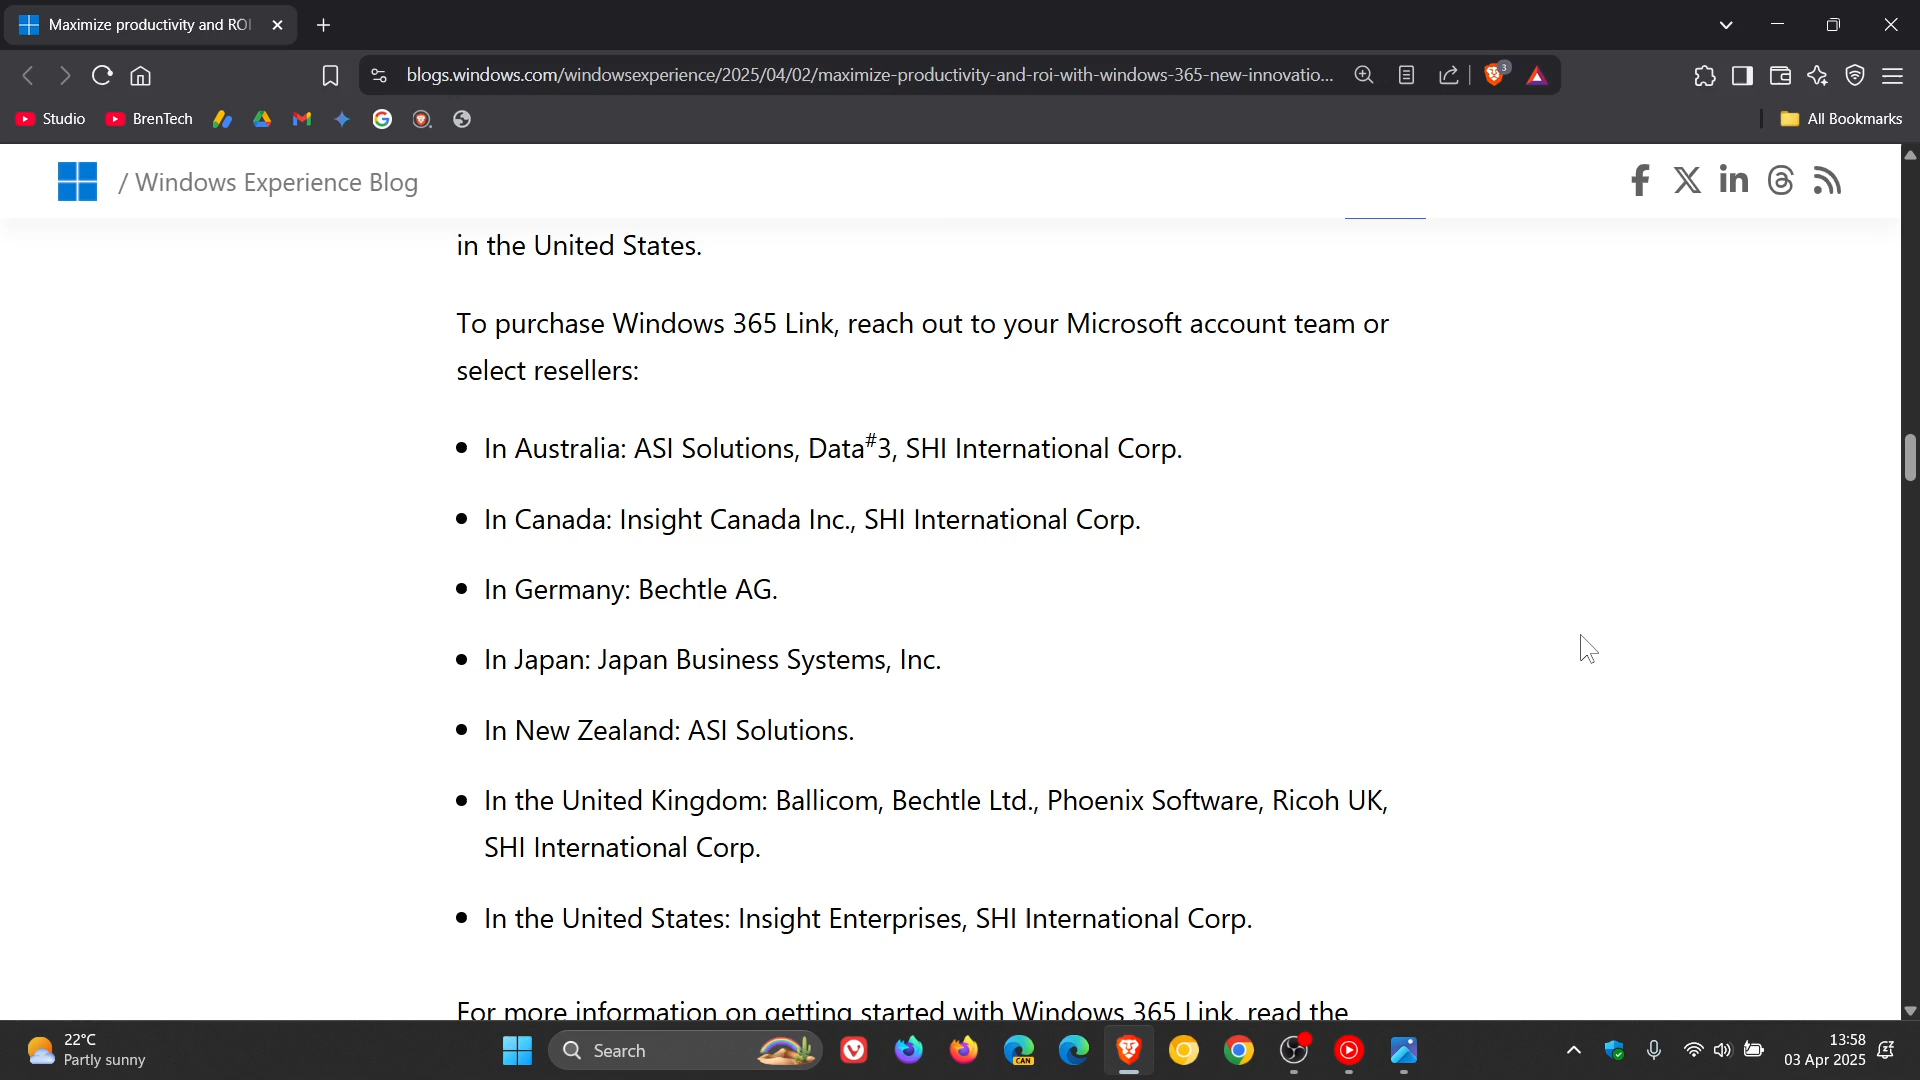 Maximize productivity and ROI
blogs.windows.com/windowsexperience/2025/04/02/maximize-productivity-and-roi-with-windows-365-new-innovatio...
3
Studio
BrenTech
All Bookmarks
/ Windows Experience Blog
in the United States.
To purchase Windows 365 Link, reach out to your Microsoft account team or
select resellers:
• In Australia: ASI Solutions, Data#3, SHI International Corp.
• In Canada: Insight Canada Inc., SHI International Corp.
• In Germany: Bechtle AG.
• In Japan: Japan Business Systems, Inc.
• In New Zealand: ASI Solutions.
• In the United Kingdom: Ballicom, Bechtle Ltd., Phoenix Software, Ricoh UK,
SHI International Corp.
• In the United States: Insight Enterprises, SHI International Corp.
For more information on getting started with Windows 365 Link, read the
22°C
Partly sunny
Search
CAN
13:58
03 Apr 2025